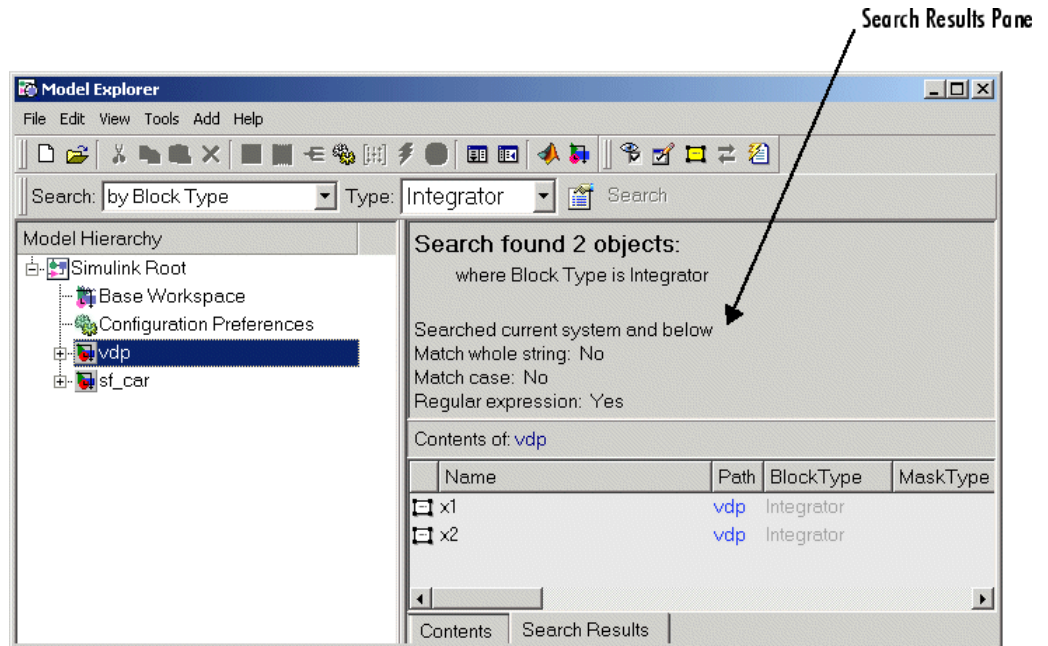 Search Results Pane
Model Explorer
File Edit View Tools Add Help
Search: by Block Type Type: Integrator Search
Model Hierarchy
Simulink Root
Base Workspace
Configuration Preferences
vdp
sf_car
Search found 2 objects:
where Block Type is Integrator
Searched current system and below
Match whole string: No
Match case: No
Regular expression: Yes
Contents of: vdp
Name Path BlockType MaskType
x1 vdp Integrator
x2 vdp Integrator
Contents Search Results